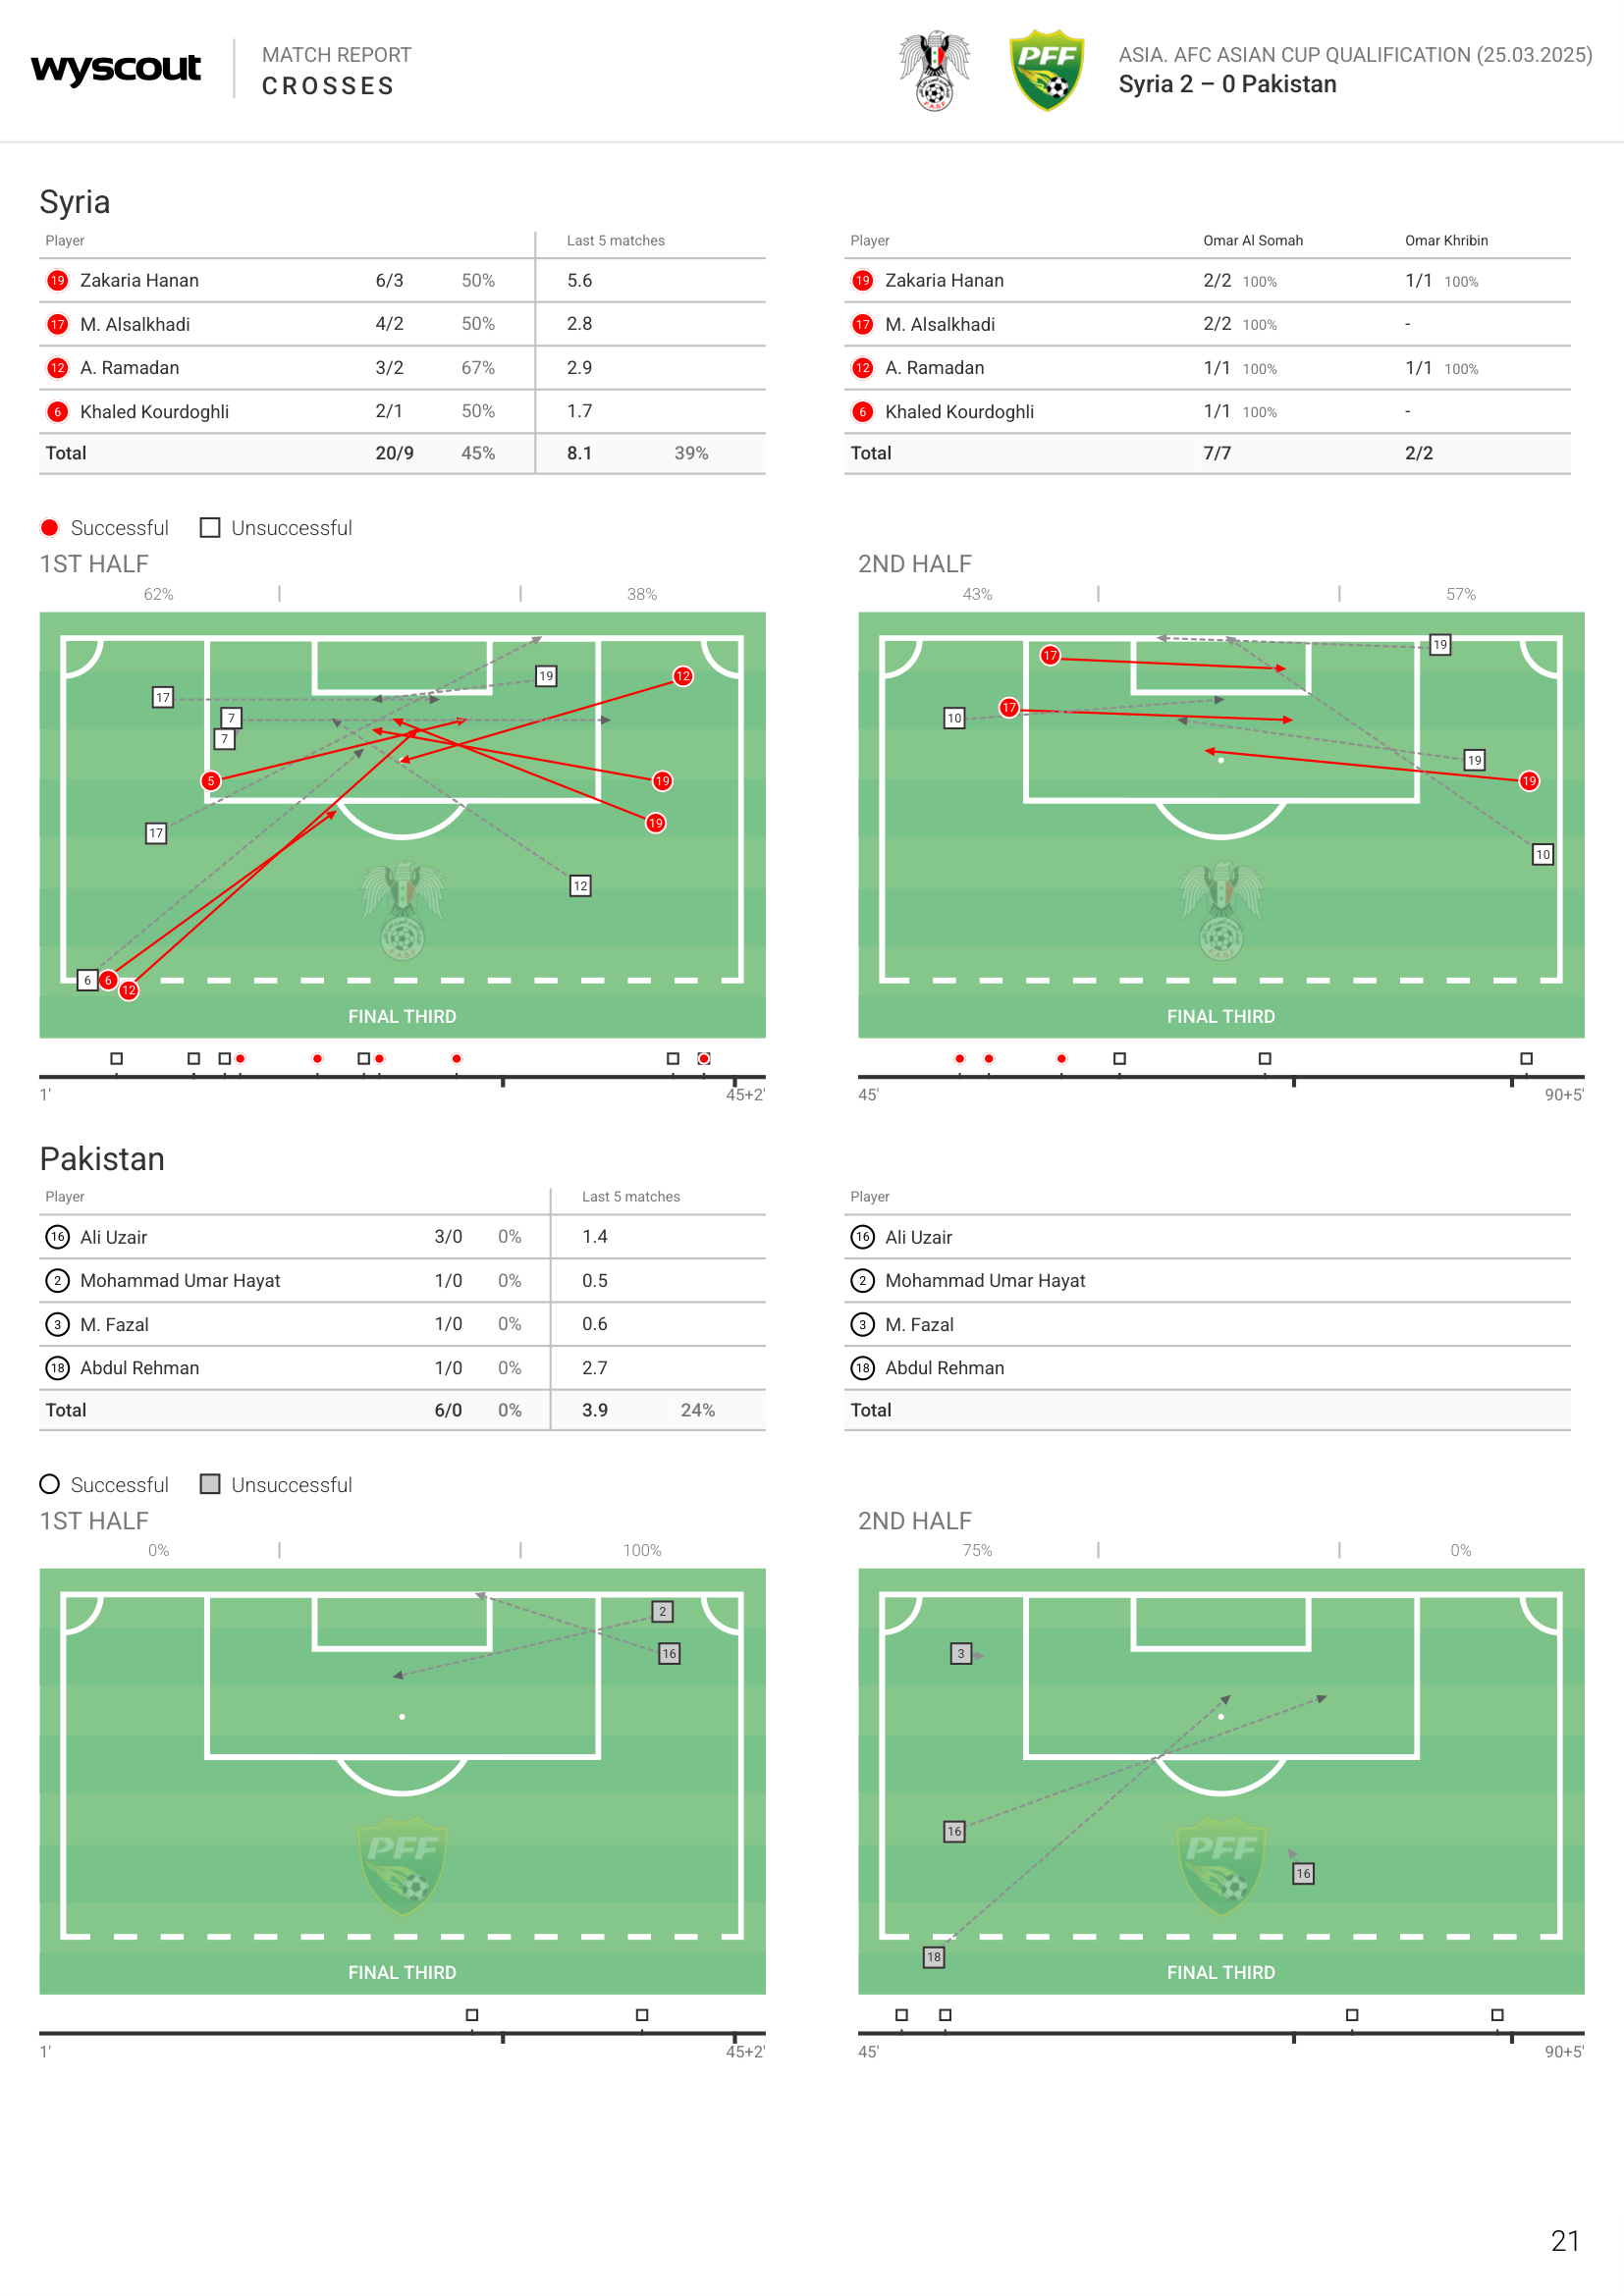 wyscout
MATCH REPORT
CROSSES
PFF
ASIA. AFC ASIAN CUP QUALIFICATION (25.03.2025)
Syria 2 – 0 Pakistan
Syria
Player Last 5 matches
19 Zakaria Hanan 6/3 50% 5.6
17 M. Alsalkhadi 4/2 50% 2.8
12 A. Ramadan 3/2 67% 2.9
6 Khaled Kourdoghli 2/1 50% 1.7
Total 20/9 45% 8.1 39%
Player Omar Al Somah Omar Khribin
19 Zakaria Hanan 2/2 100% 1/1 100%
17 M. Alsalkhadi 2/2 100% -
12 A. Ramadan 1/1 100% 1/1 100%
6 Khaled Kourdoghli 1/1 100% -
Total 7/7 2/2
Successful Unsuccessful
1ST HALF
62% 38%
19 12
17
7
7
5 19
19
17
12
6 6 12
FINAL THIRD
1' 45+2'
2ND HALF
43% 57%
19
17
17
10
19
19
10
FINAL THIRD
45' 90+5'
Pakistan
Player Last 5 matches
16 Ali Uzair 3/0 0% 1.4
2 Mohammad Umar Hayat 1/0 0% 0.5
3 M. Fazal 1/0 0% 0.6
18 Abdul Rehman 1/0 0% 2.7
Total 6/0 0% 3.9 24%
Player
16 Ali Uzair
2 Mohammad Umar Hayat
3 M. Fazal
18 Abdul Rehman
Total
Successful Unsuccessful
1ST HALF
0% 100%
2
16
PFF
FINAL THIRD
1' 45+2'
2ND HALF
75% 0%
3
16
PFF
16
18
FINAL THIRD
45' 90+5'
21